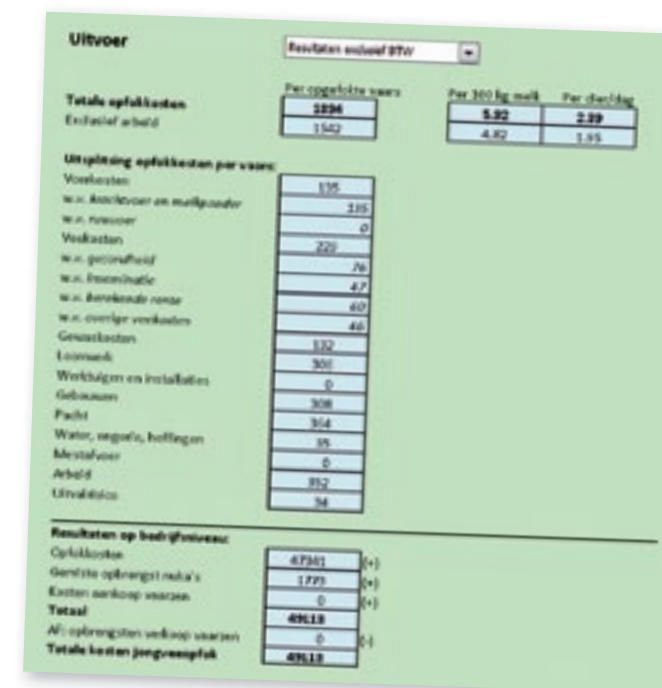 Uitvoer
Resultaten exclusief BTW
Per opgefokte vaars Per 100 kg melk Per dier/dag
Totale opfokkosten 1894 5.92 2.39
Exclusief arbeid 1542 4.82 1.95
Uitsplitsing opfokkosten per vaars:
Voerkosten 135
w.v. krachtvoer en melkpoeder 135
w.v. ruwvoer 0
Veekosten 229
w.v. gezondheid 76
w.v. inseminatie 47
w.v. berekende rente 60
w.v. overige veekosten 46
Gewaskosten 132
Loonwerk
Werktuigen en installaties 0
Gebouwen 308
Pacht 364
Water, energie, heffingen 35
Mestafvoer 0
Arbeid 352
Uitvalrisico
Resultaten op bedrijfsniveau:
Opfokkosten 47341 (+)
Gemiste opbrengst nuka's 1773 (+)
Kosten aankoop vaarzen 0 (+)
Totaal 49113
Af: opbrengsten verkoop vaarzen 0 (-)
Totale kosten jongveeopfok 49113